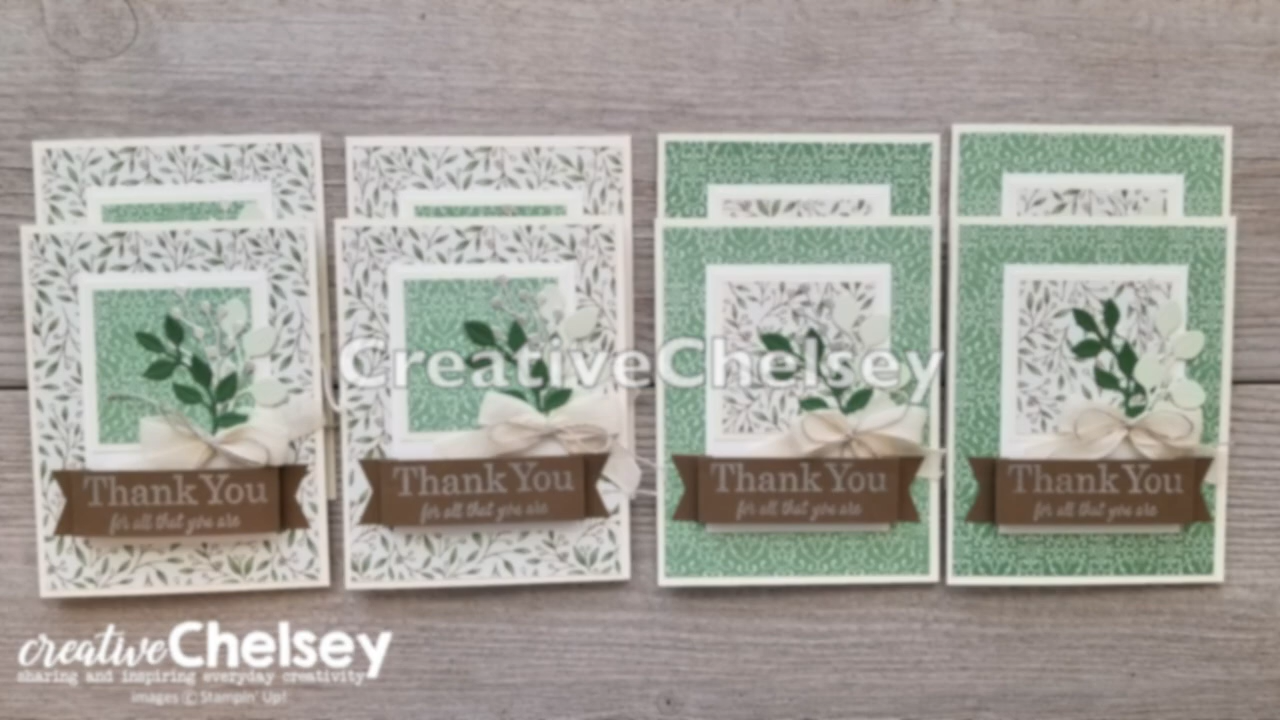 CreativeChelsey
Thank You
for all that you are
Thank You
for all that you are
Thank You
for all that you are
Thank You
for all that you are
creativeChelsey
sharing and inspiring everyday creativity
images © Stampin' Up!